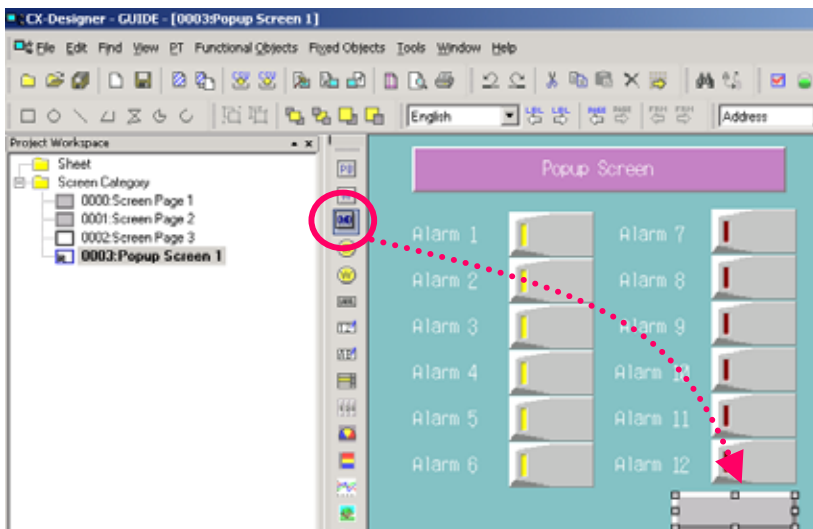 CX-Designer - GUIDE - [0003:Popup Screen 1]
File Edit Find View PT Functional Objects Fixed Objects Tools Window Help
English
Address
Project Workspace
Sheet
Screen Category
0000:Screen Page 1
0001:Screen Page 2
0002:Screen Page 3
0003:Popup Screen 1
Popup Screen
Alarm 1 Alarm 7
Alarm 2 Alarm 8
Alarm 3 Alarm 9
Alarm 4 Alarm 10
Alarm 5 Alarm 11
Alarm 6 Alarm 12